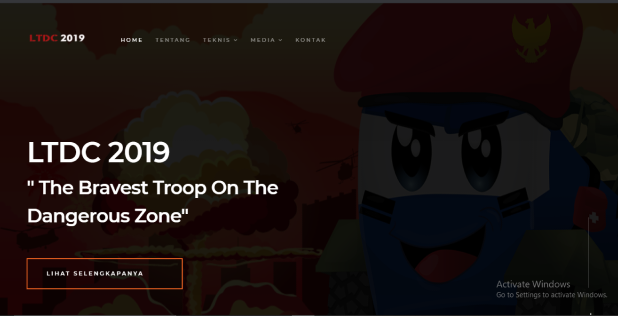 LTDC 2019
HOME TENTANG TEKNIS MEDIA KONTAK
LTDC 2019
" The Bravest Troop On The
Dangerous Zone"
LIHAT SELENGKAPANYA
Activate Windows
Go to Settings to activate Windows.